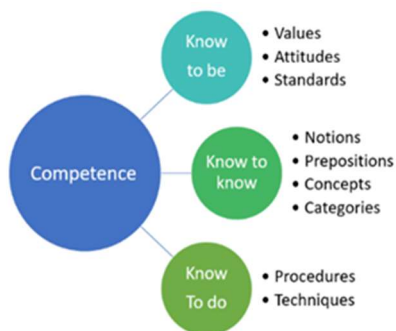 Competence
Know
to be
• Values
• Attitudes
• Standards
Know to
know
• Notions
• Prepositions
• Concepts
• Categories
Know
To do
• Procedures
• Techniques